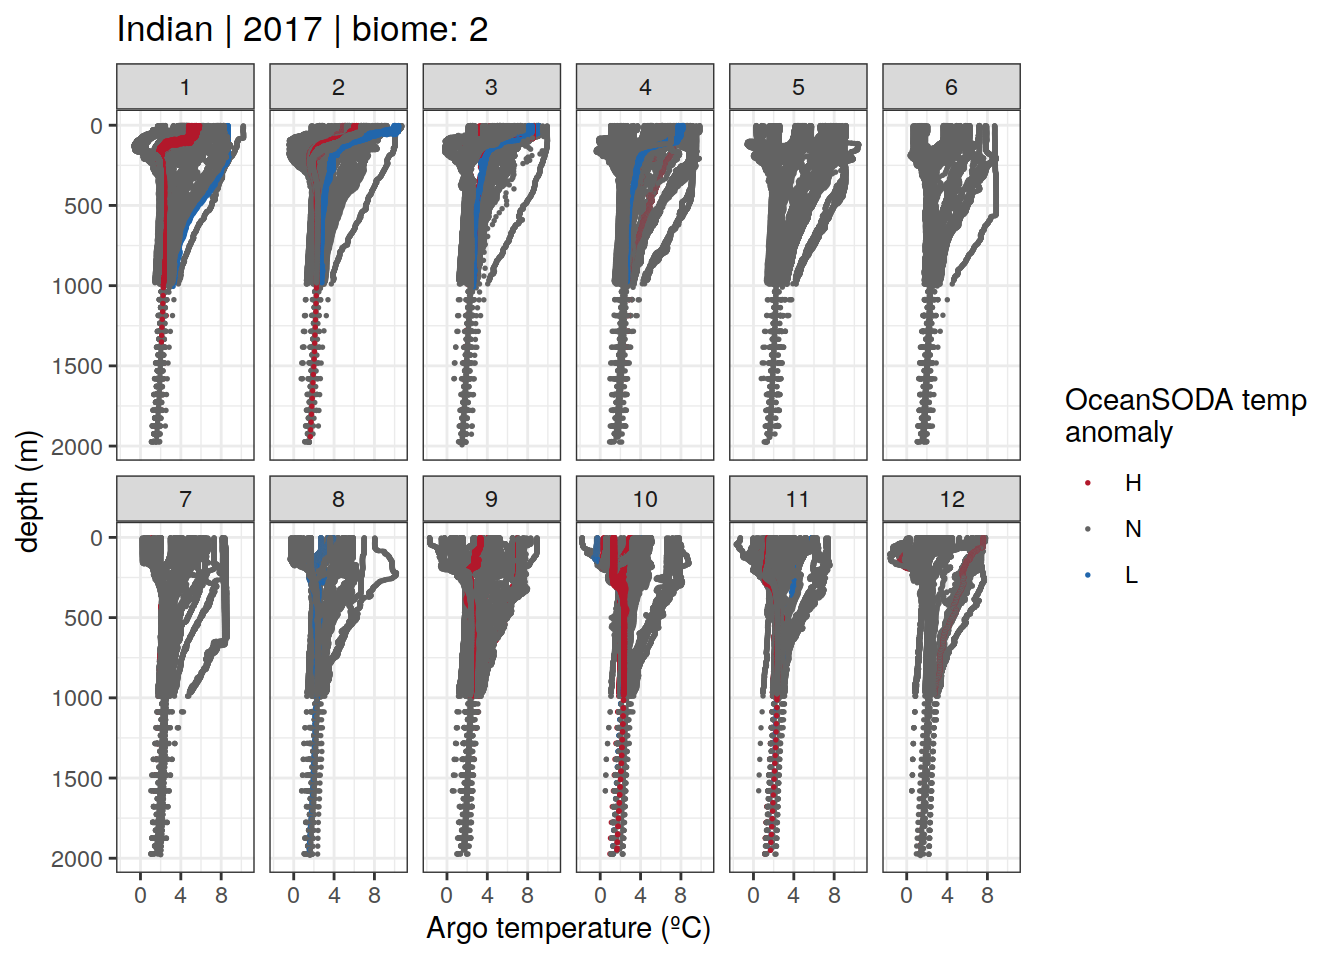 Indian | 2017 | biome: 2
1 2 3 4 5 6
0
500
1000
1500
2000
7 8 9 10 11 12
0
500
1000
1500
2000
0 4 8 0 4 8 0 4 8 0 4 8 0 4 8 0 4 8
Argo temperature (ºC)
depth (m)
OceanSODA temp
anomaly
H
N
L